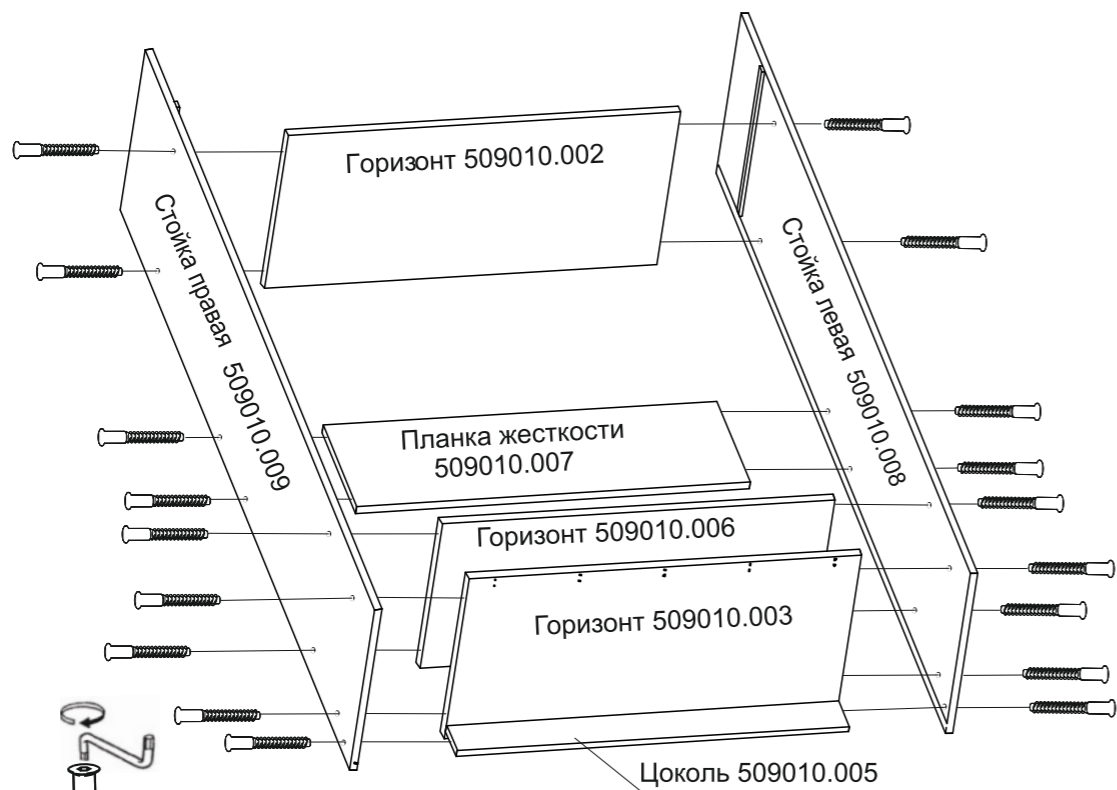 Горизонт 509010.002
Стойка правая 509010.009
Стойка левая 509010.008
Планка жесткости
509010.007
Горизонт 509010.006
Горизонт 509010.003
Цоколь 509010.005